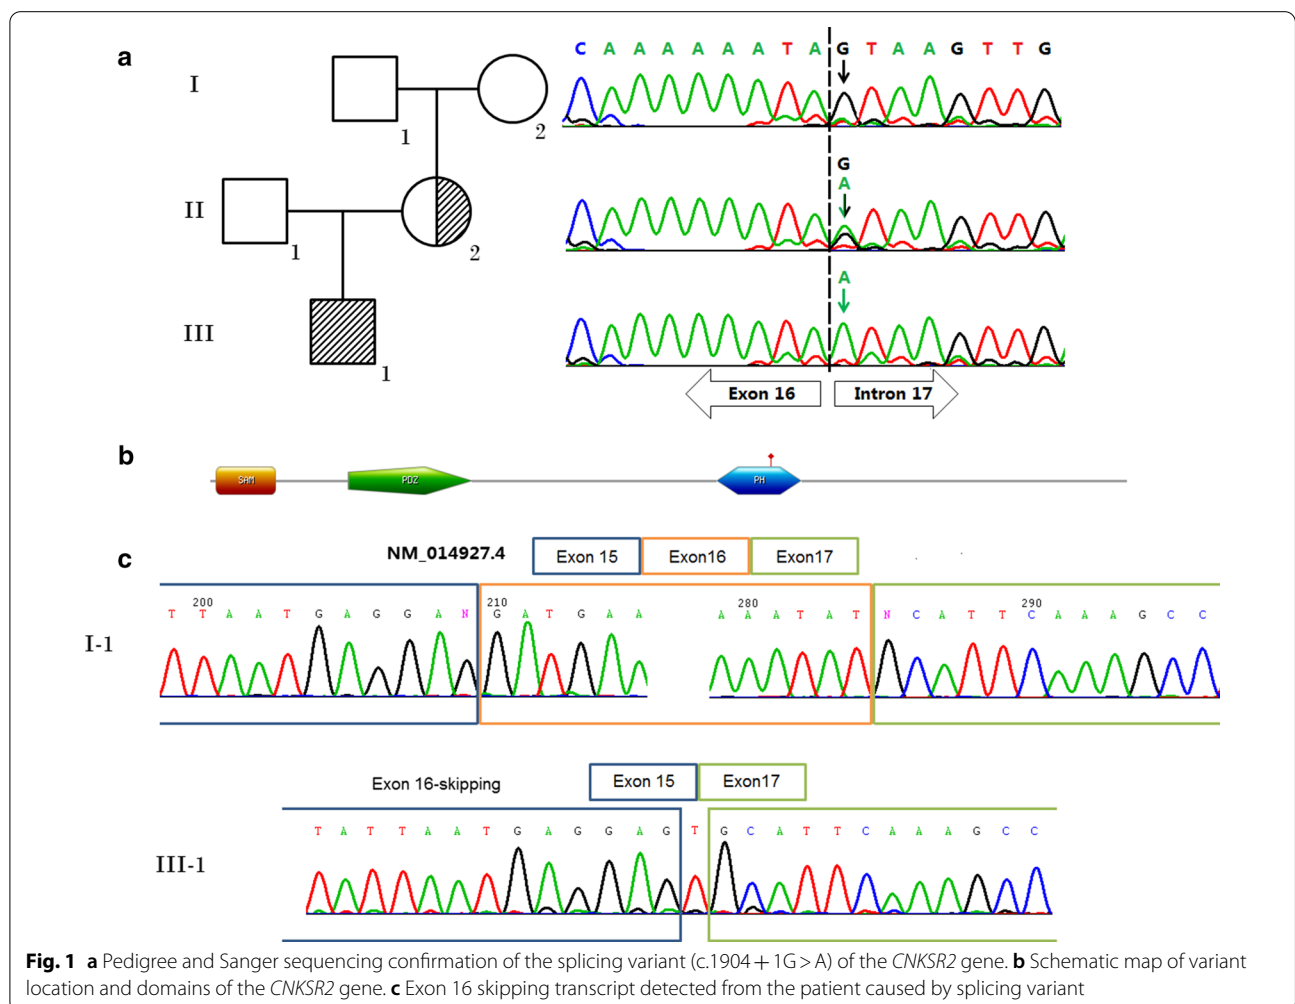 a
I
1
2
C A A A A A A T A G T A A G T T G
II
1
2
G
A
III
1
A
Exon 16
Intron 17
b
SAM
PDZ
PH
c
NM_014927.4
Exon 15
Exon16
Exon17
I-1
200
210
280
290
T T A A T G A G G A N G A T G A A
A A A T A T N C A T T C A A A G C C
Exon 16-skipping
Exon 15
Exon17
III-1
T A T T A A T G A G G A G T G C A T T C A A A G C C
Fig. 1 a Pedigree and Sanger sequencing confirmation of the splicing variant (c.1904 + 1G > A) of the CNKSR2 gene. b Schematic map of variant
location and domains of the CNKSR2 gene. c Exon 16 skipping transcript detected from the patient caused by splicing variant